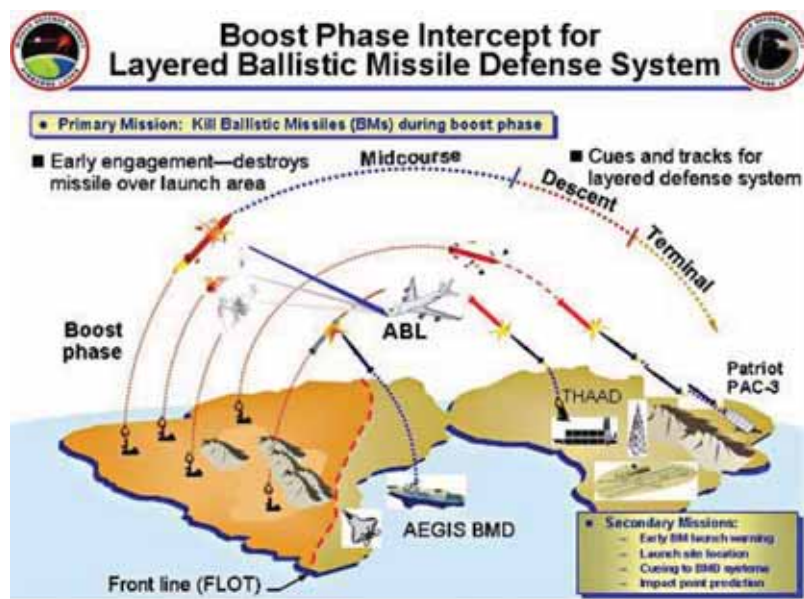 Boost Phase Intercept for
Layered Ballistic Missile Defense System
• Primary Mission: Kill Ballistic Missiles (BMs) during boost phase
■ Early engagement—destroys
missile over launch area
Midcourse
■ Cues and tracks for
layered defense system
Descent
Terminal
Boost
phase
ABL
Patriot
PAC-3
THAAD
AEGIS BMD
Front line (FLOT)
• Secondary Missions:
→ Early BM launch warning
→ Launch site location
→ Cueing to BMD systems
→ Impact point prediction